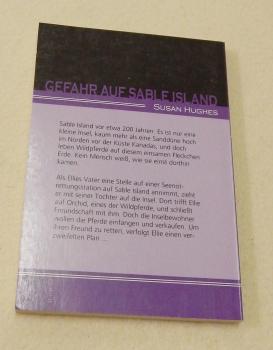 GEFAHR AUF SABLE ISLAND
SUSAN HUGHES
Sable Island vor etwa 200 Jahren. Es ist nur eine
kleine Insel, kaum mehr als eine Sanddüne hoch
im Norden vor der Küste Kanadas, und doch
leben Wildpferde auf diesem einsamen Fleckchen
Erde. Kein Mensch weiß, wie sie einst dorthin
kamen.
Als Ellies Vater eine Stelle auf einer Seenot-
rettungsstation auf Sable Island annimmt, zieht
er mit seiner Tochter auf die Insel. Dort trifft Ellie
auf Orchid, eines der Wildpferde, und schließt
Freundschaft mit ihm. Doch die Inselbewohner
wollen die Pferde einfangen und verkaufen. Um
ihren Freund zu retten, verfolgt Ellie einen ver-
zweifelten Plan ...